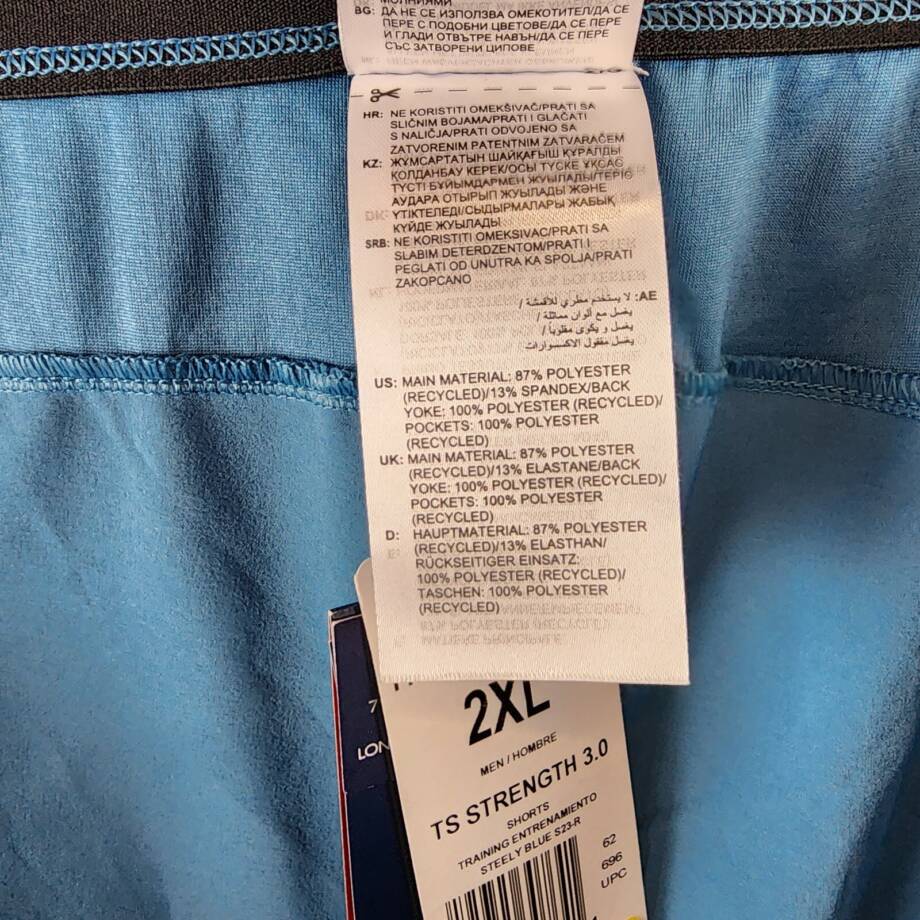 МОЛНИЯМИ
BG: ДА НЕ СЕ ИЗПОЛЗВА ОМЕКОТИТЕЛ/ДА СЕ
ПЕРЕ С ПОДОБНИ ЦВЕТОВЕ/ДА СЕ ПЕРЕ
И ГЛАДИ ОТВЪТРЕ НАВЪН/ДА СЕ ПЕРЕ
СЪС ЗАТВОРЕНИ ЦИПОВЕ
HR: NE KORISTITI OMEKŠIVAČ/PRATI SA
SLIČNIM BOJAMA/PRATI I GLAČATI
S NALIČJA/PRATI ODVOJENO SA
ZATVORENIM PATENTNIM ZATVARAČEM
KZ: ЖҰМСАРТАТЫН ШАЙҚАҒЫШ ҚҰРАЛДЫ
ҚОЛДАНБАУ КЕРЕК/ОСЫ ТҮСКЕ ҰҚСАС
ТҮСТІ БҰЙЫМДАРМЕН ЖУЫЛАДЫ/ТЕРІС
АУДАРА ОТЫРЫП ЖУЫЛАДЫ ЖӘНЕ
ҮТІКТЕЛЕДІ/СЫДЫРМАЛАРЫ ЖАБЫҚ
КҮЙДЕ ЖУЫЛАДЫ
SRB: NE KORISTITI OMEKSIVAC/PRATI SA
SLABIM DETERDZENTOM/PRATI I
PEGLATI OD UNUTRA KA SPOLJA/PRATI
ZAKOPCANO
AE: لا يستخدم مطري للأقمشة /
يغسل مع ألوان مماثلة /
يغسل و يكوى مقلوباً /
يغسل مقفول الاكسسوارات
US: MAIN MATERIAL: 87% POLYESTER
(RECYCLED)/13% SPANDEX/BACK
YOKE: 100% POLYESTER (RECYCLED)/
POCKETS: 100% POLYESTER
(RECYCLED)
UK: MAIN MATERIAL: 87% POLYESTER
(RECYCLED)/13% ELASTANE/BACK
YOKE: 100% POLYESTER (RECYCLED)/
POCKETS: 100% POLYESTER
(RECYCLED)
D: HAUPTMATERIAL: 87% POLYESTER
(RECYCLED)/13% ELASTHAN/
RÜCKSEITIGER EINSATZ:
100% POLYESTER (RECYCLED)/
TASCHEN: 100% POLYESTER
(RECYCLED)
7
LON
2XL
MEN / HOMBRE
TS STRENGTH 3.0
SHORTS
TRAINING ENTRENAMIENTO
STEELY BLUE S23-R
62
696
UPC